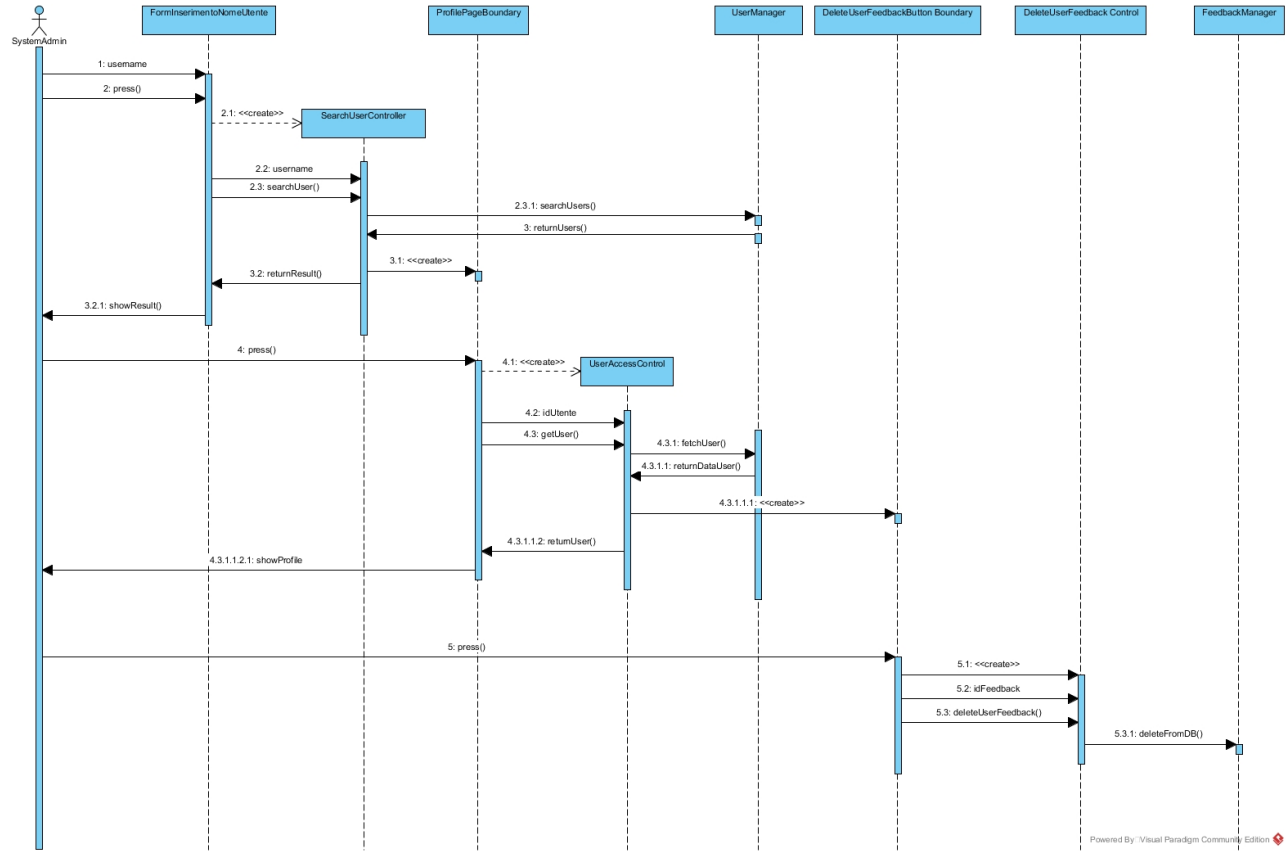 FormInserimentoNomeUtente
ProfilePageBoundary
UserManager
DeleteUserFeedbackButton Boundary
DeleteUserFeedback Control
FeedbackManager
SystemAdmin
1: username
2: press()
2.1: <<create>>
SearchUserController
2.2: username
2.3: searchUser()
2.3.1: searchUsers()
3: returnUsers()
3.1: <<create>>
3.2: returnResult()
3.2.1: showResult()
4: press()
4.1: <<create>>
UserAccessControl
4.2: idUtente
4.3: getUser()
4.3.1: fetchUser()
4.3.1.1: returnDataUser()
4.3.1.1.1: <<create>>
4.3.1.1.2: returnUser()
4.3.1.1.2.1: showProfile
5: press()
5.1: <<create>>
5.2: idFeedback
5.3: deleteUserFeedback()
5.3.1: deleteFromDB()
Powered By Visual Paradigm Community Edition